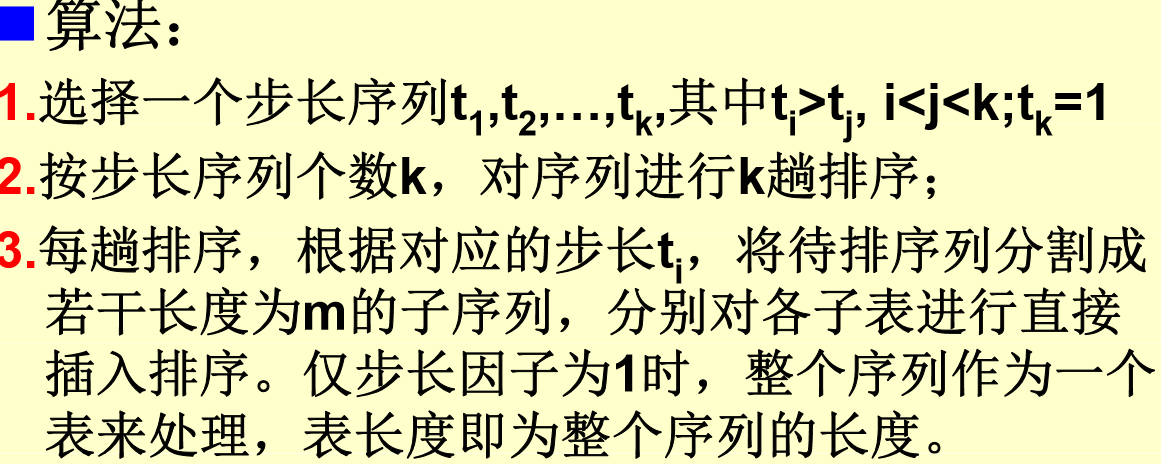 算法：
1.选择一个步长序列t1,t2,…,tk,其中ti>tj, i<j<k;tk=1
2.按步长序列个数k，对序列进行k趟排序；
3.每趟排序，根据对应的步长ti，将待排序列分割成
若干长度为m的子序列，分别对各子表进行直接
插入排序。仅步长因子为1时，整个序列作为一个
表来处理，表长度即为整个序列的长度。